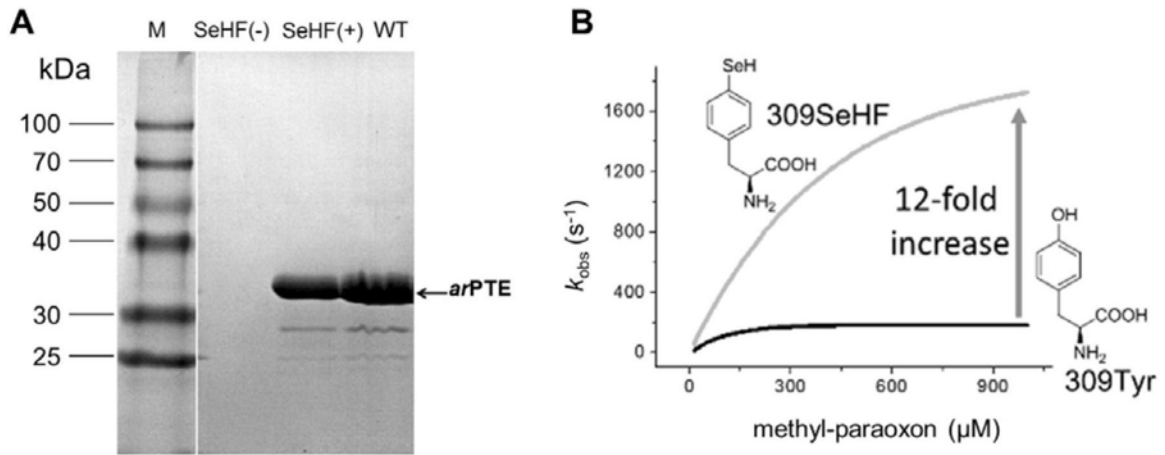 A
M SeHF(-) SeHF(+) WT
kDa
100
70
50
40
30
25
arPTE
B
SeH
309SeHF
COOH
NH₂
12-fold
increase
OH
COOH
NH₂
309Tyr
1600
1200
800
400
0
kobs (s⁻¹)
0 300 600 900
methyl-paraoxon (μM)